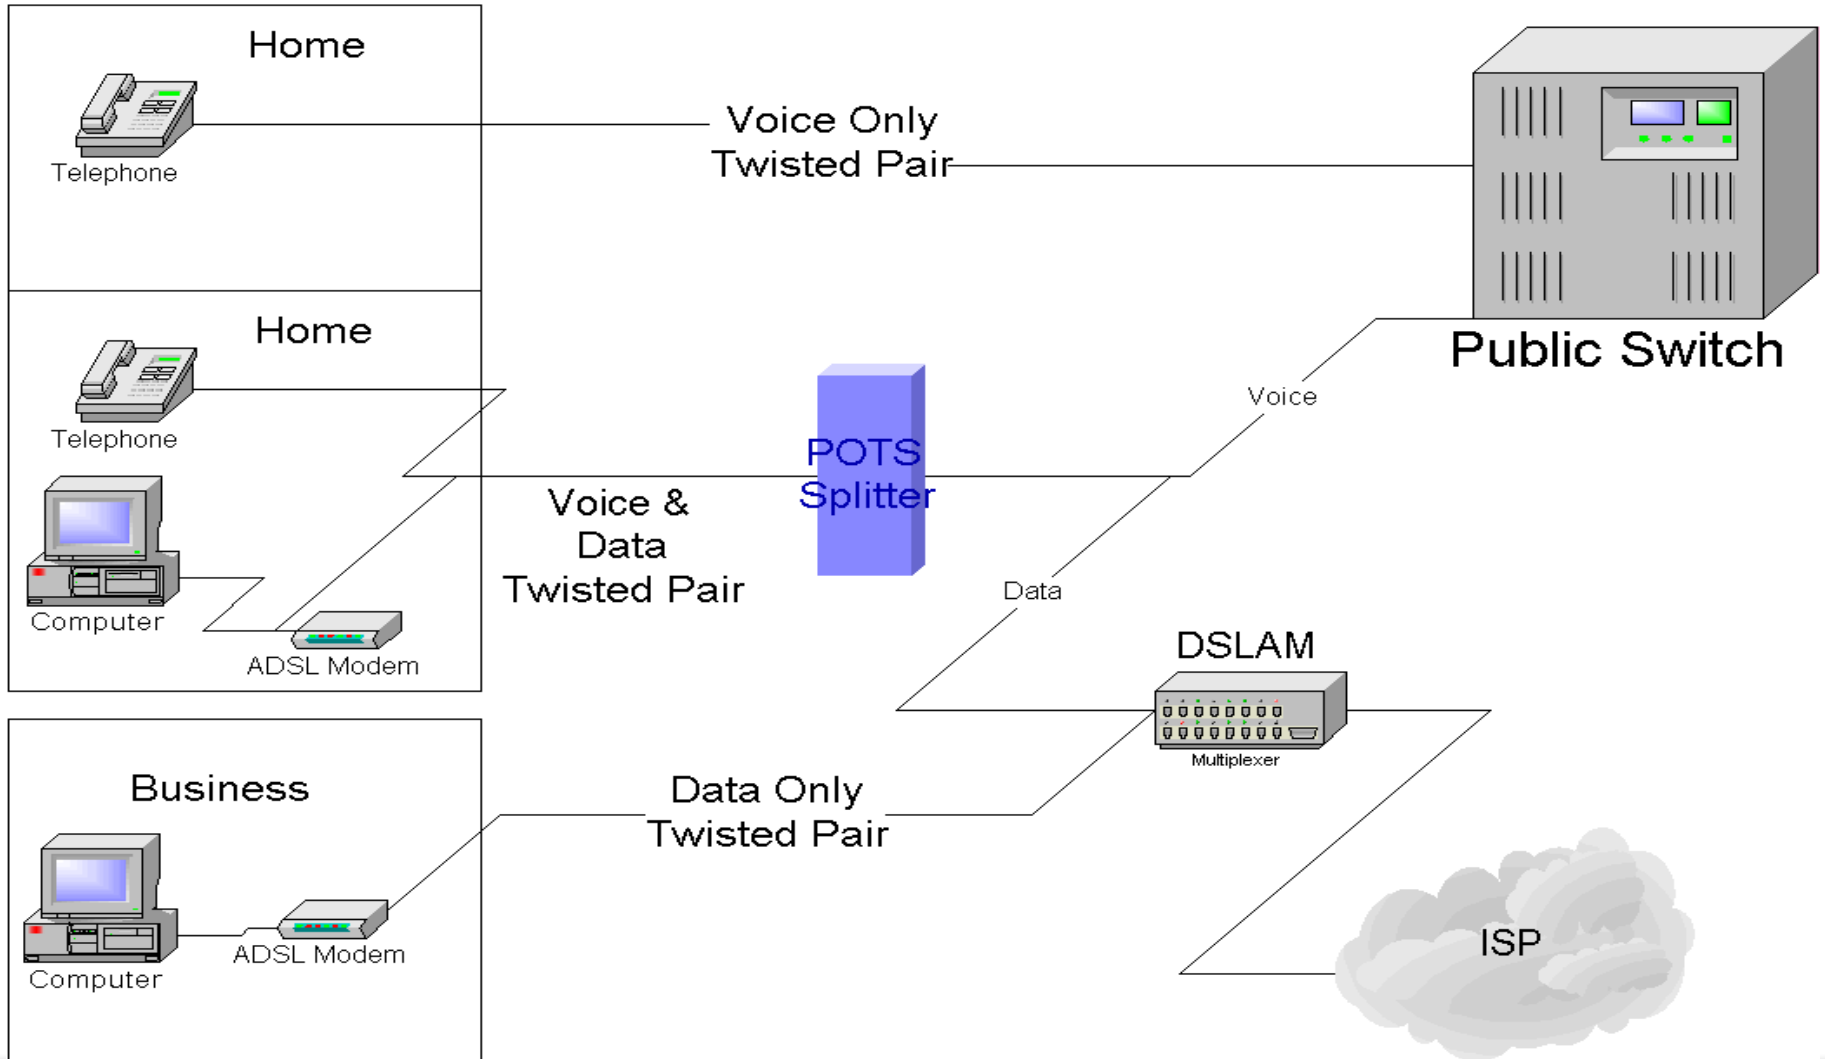 Home
Telephone
Voice Only
Twisted Pair
Public Switch
Home
Telephone
Computer
ADSL Modem
Voice &
Data
Twisted Pair
POTS
Splitter
Voice
Data
DSLAM
Multiplexer
Business
Computer
ADSL Modem
Data Only
Twisted Pair
ISP